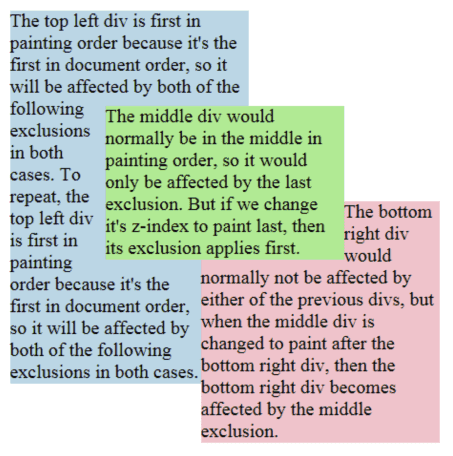 The top left div is first in
painting order because it's the
first in document order, so it
will be affected by both of the
following
exclusions
in both
cases. To
repeat, the
top left div
is first in
painting
order because it's the
first in document order,
so it will be affected by
both of the following
exclusions in both cases.
The middle div would
normally be in the middle in
painting order, so it would
only be affected by the last
exclusion. But if we change
it's z-index to paint last, then
its exclusion applies first.
The bottom
right div
would
normally not be affected by
either of the previous divs, but
when the middle div is
changed to paint after the
bottom right div, then the
bottom right div becomes
affected by the middle
exclusion.